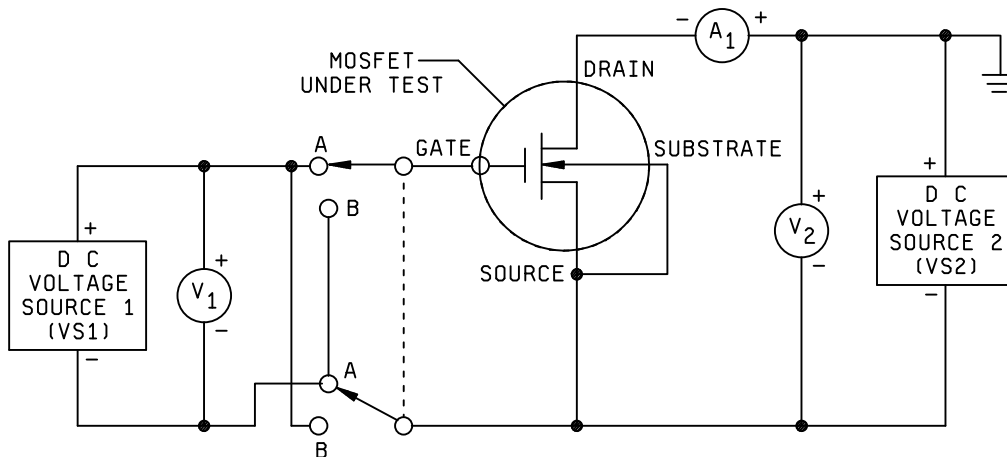 - A1 +
MOSFET
UNDER TEST
DRAIN
A
GATE
SUBSTRATE
B
+
D C
VOLTAGE
SOURCE 1
(VS1)
-
+
V1
-
SOURCE
+
V2
-
+
D C
VOLTAGE
SOURCE 2
(VS2)
-
A
B